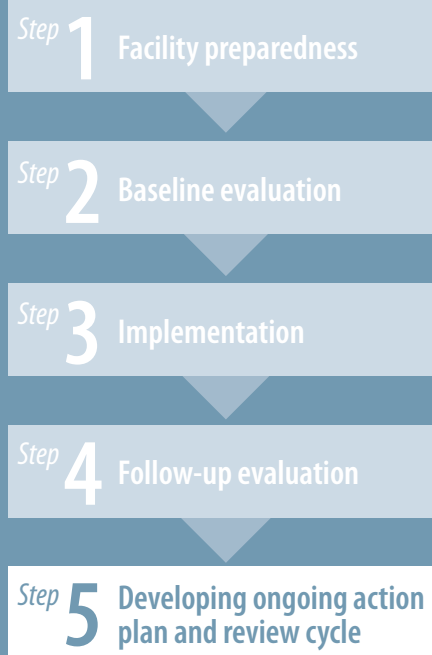 Step 1 Facility preparedness
Step 2 Baseline evaluation
Step 3 Implementation
Step 4 Follow-up evaluation
Step 5 Developing ongoing action
plan and review cycle